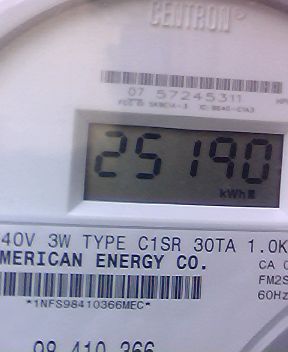 CENTRON®
07 57245311
25190
kWh
40V 3W TYPE C1SR 30TA 1.0K
MERICAN ENERGY CO.
CA 0
FM2S
60Hz
*1NFS98410366MEC*
98 410 366